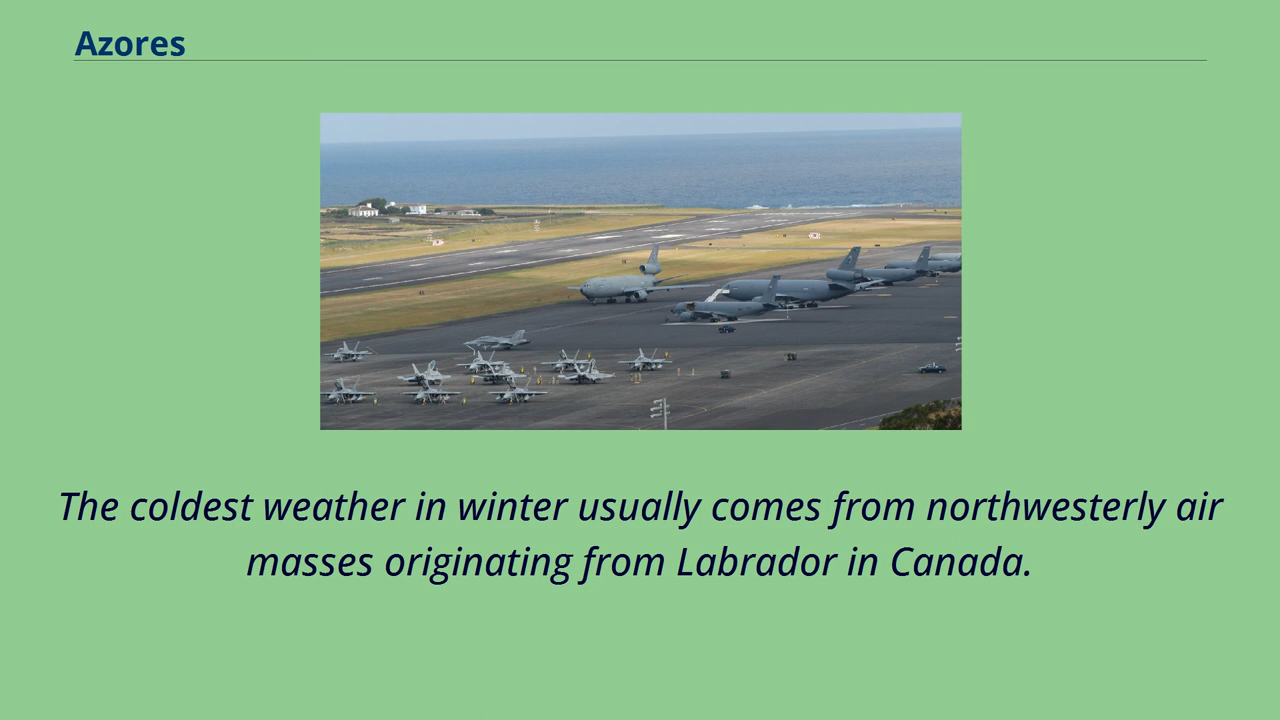 Azores
The coldest weather in winter usually comes from northwesterly air
masses originating from Labrador in Canada.